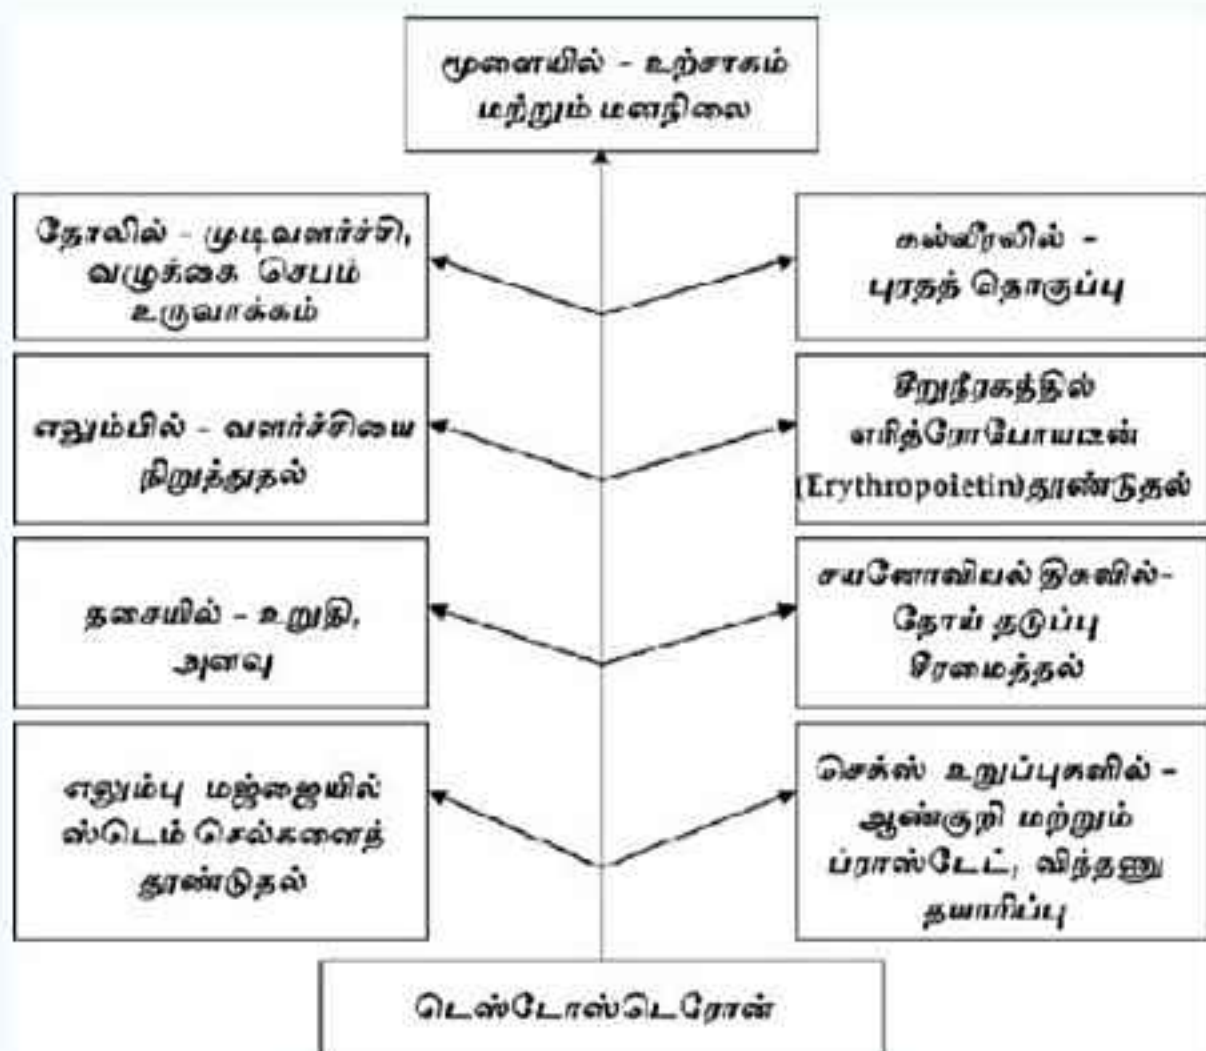 மூளையில் - உற்சாகம்
மற்றும் மனநிலை
தோலில் - முடிவளர்ச்சி,
வழுக்கை செபம்
உருவாக்கம்
கல்லீரலில் -
புரதத் தொகுப்பு
எலும்பில் - வளர்ச்சியை
நிறுத்துதல்
சிறுநீரகத்தில்
எரித்ரோபோயடீன்
(Erythropoietin)தூண்டுதல்
தசையில் - உறுதி,
அளவு
சயனோவியல் திசுவில்-
நோய் தடுப்பு
சீரமைத்தல்
எலும்பு மஜ்ஜையில்
ஸ்டெம் செல்களைத்
தூண்டுதல்
செக்ஸ் உறுப்புகளில் -
ஆண்குறி மற்றும்
ப்ராஸ்டேட், விந்தணு
தயாரிப்பு
டெஸ்டோஸ்டெரோன்